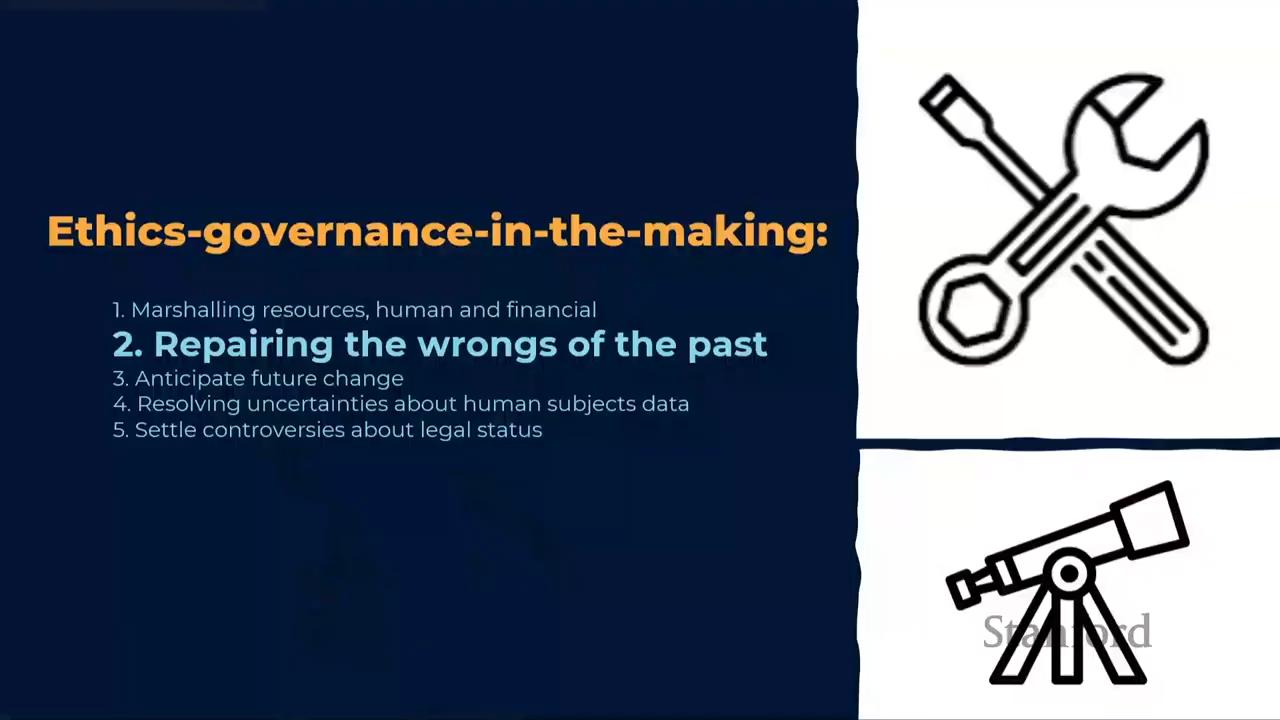 Ethics-governance-in-the-making:
1. Marshalling resources, human and financial
2. Repairing the wrongs of the past
3. Anticipate future change
4. Resolving uncertainties about human subjects data
5. Settle controversies about legal status
Stanford